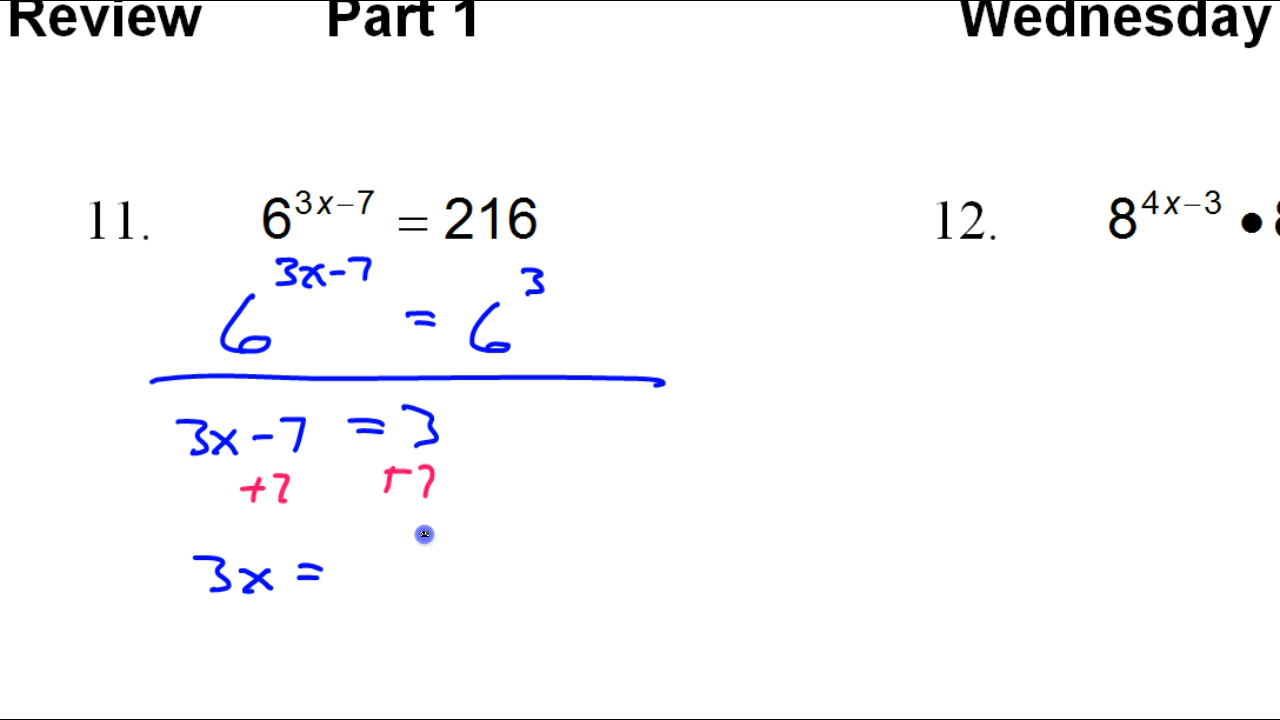 Review Part 1 Wednesday
11. 6^{3x-7} = 216
6^{3x-7} = 6^3
3x-7 = 3
+7 +7
3x =
12. 8^{4x-3} •